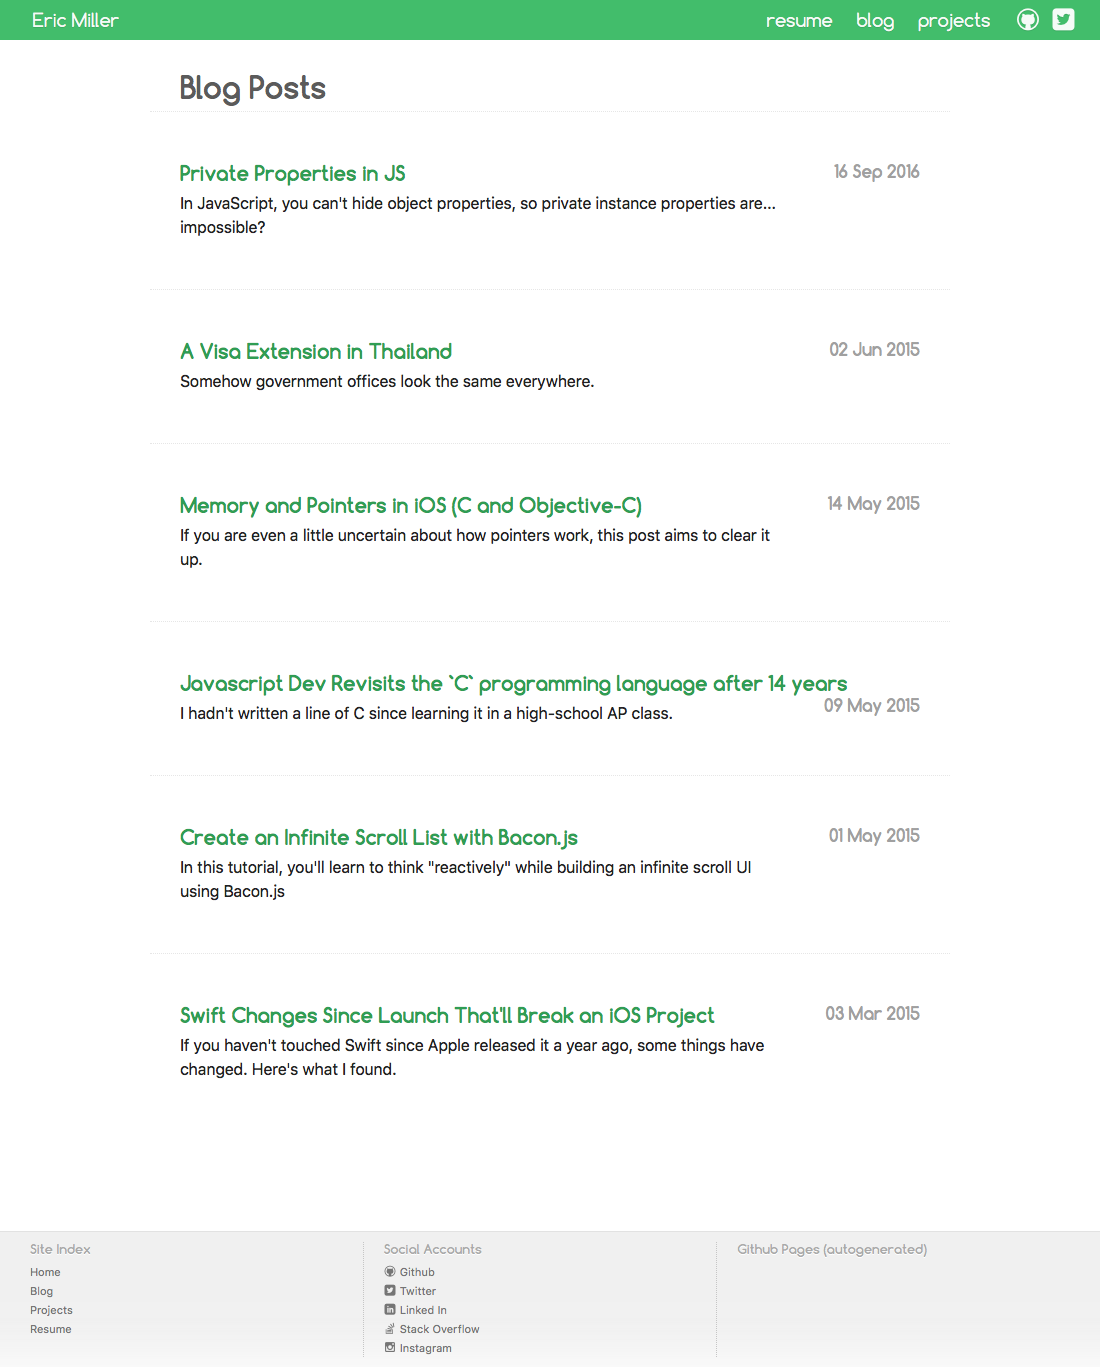 Eric Miller
resume blog projects
Blog Posts
Private Properties in JS
16 Sep 2016
In JavaScript, you can't hide object properties, so private instance properties are...
impossible?
A Visa Extension in Thailand
02 Jun 2015
Somehow government offices look the same everywhere.
Memory and Pointers in iOS (C and Objective-C)
14 May 2015
If you are even a little uncertain about how pointers work, this post aims to clear it
up.
Javascript Dev Revisits the `C` programming language after 14 years
09 May 2015
I hadn't written a line of C since learning it in a high-school AP class.
Create an Infinite Scroll List with Bacon.js
01 May 2015
In this tutorial, you'll learn to think "reactively" while building an infinite scroll UI
using Bacon.js
Swift Changes Since Launch That'll Break an iOS Project
03 Mar 2015
If you haven't touched Swift since Apple released it a year ago, some things have
changed. Here's what I found.
Site Index
Home
Blog
Projects
Resume
Social Accounts
Github
Twitter
Linked In
Stack Overflow
Instagram
Github Pages (autogenerated)